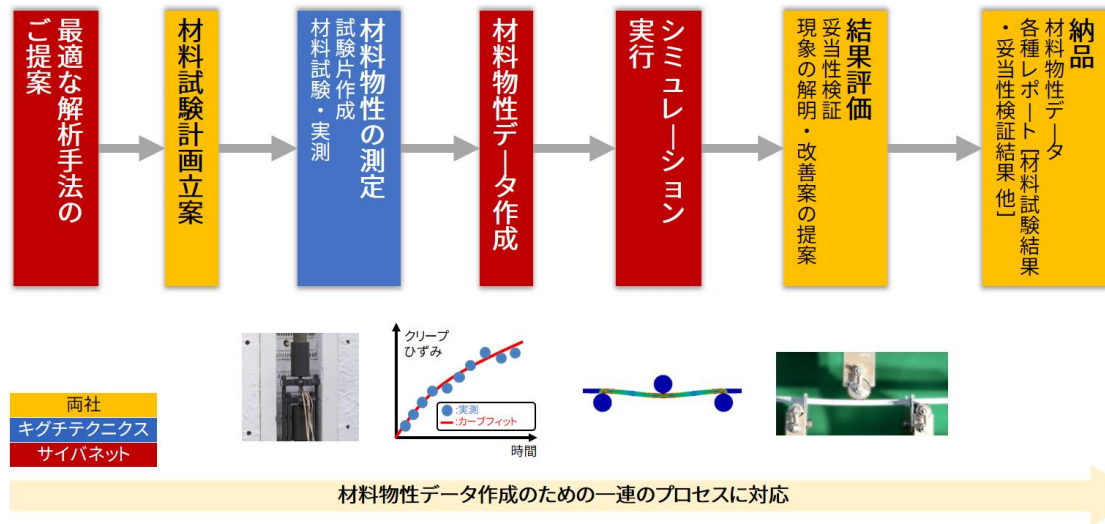 最適な解析手法の
ご提案
材料試験計画立案
材料物性の測定
試験片作成
材料試験・実測
材料物性データ作成
シミュレーション
実行
結果評価
妥当性検証
現象の解明・改善案の提案
納品
材料物性データ
各種レポート[材料試験結果
・妥当性検証結果 他]
クリープ
ひずみ
:実測
:カーブフィット
時間
両社
キグチテクニクス
サイバネット
材料物性データ作成のための一連のプロセスに対応